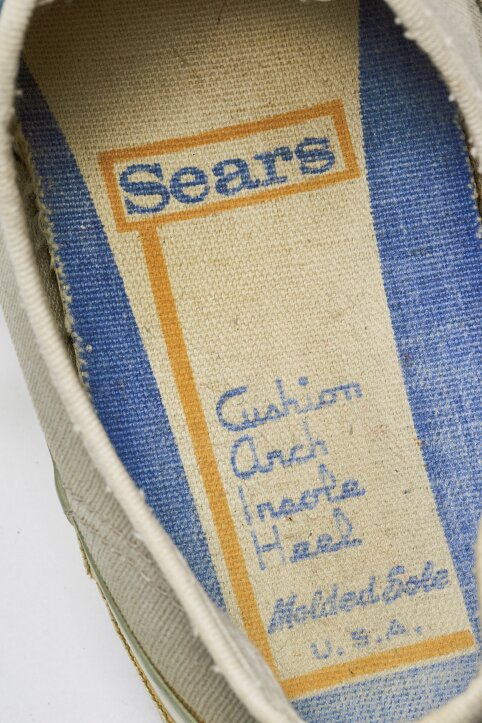 Sears
Cushion
Arch
Insole
Heel
Molded Sole
U.S.A.